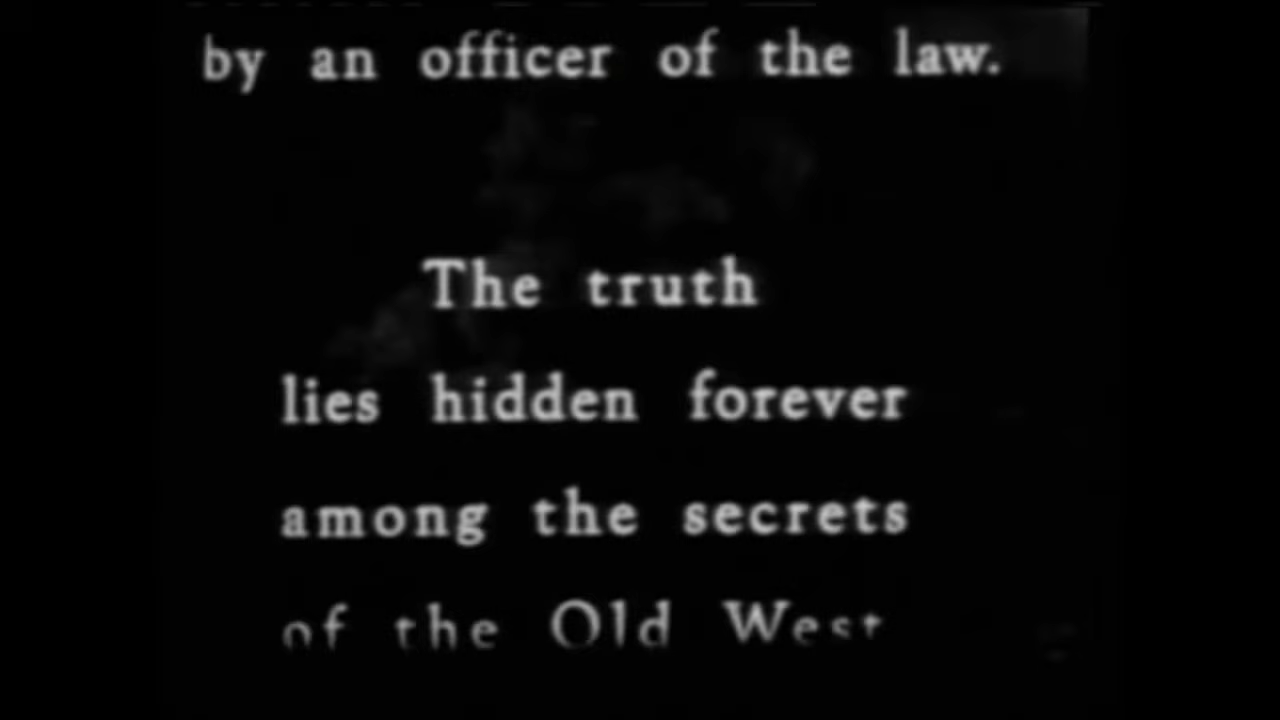 by an officer of the law.
The truth
lies hidden forever
among the secrets
of the Old West